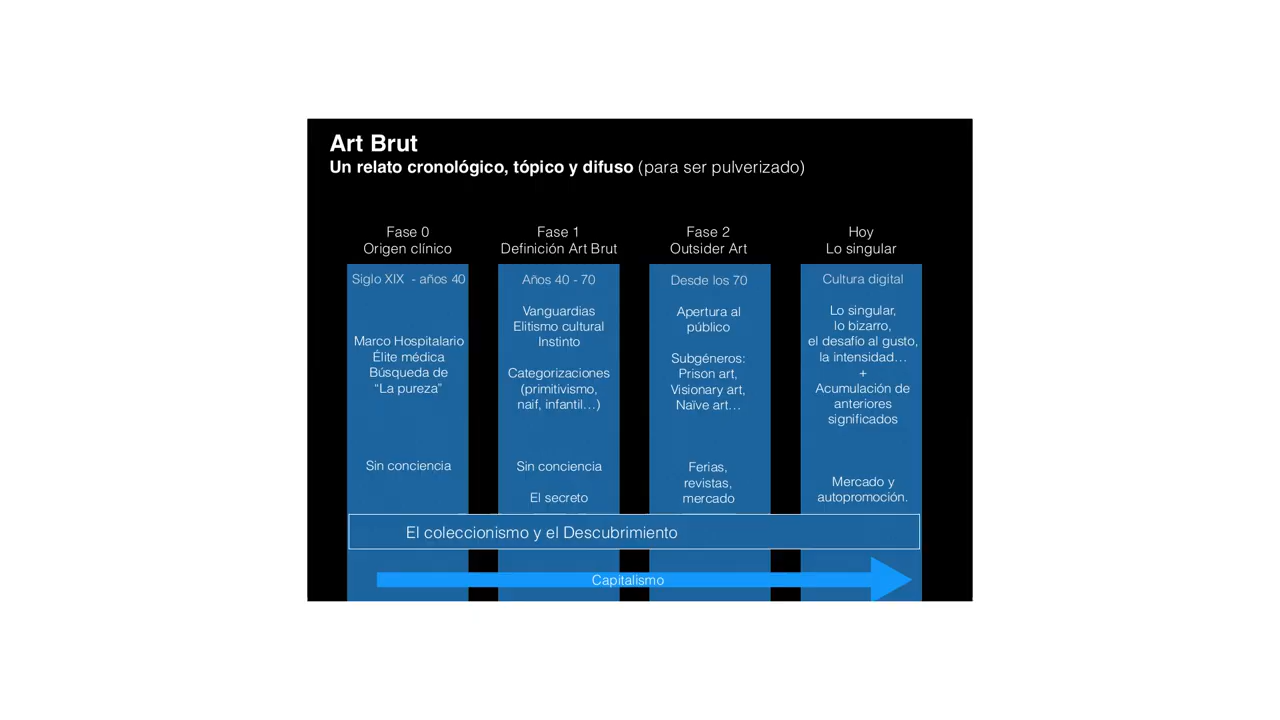 Art Brut
Un relato cronológico, tópico y difuso (para ser pulverizado)
Fase 0
Origen clínico
Siglo XIX - años 40
Marco Hospitalario
Élite médica
Búsqueda de
“La pureza”
Sin conciencia
Fase 1
Definición Art Brut
Años 40 - 70
Vanguardias
Elitismo cultural
Instinto
Categorizaciones
(primitivismo,
naif, infantil…)
Sin conciencia
El secreto
Fase 2
Outsider Art
Desde los 70
Apertura al
público
Subgéneros:
Prison art,
Visionary art,
Naïve art…
Ferias,
revistas,
mercado
Hoy
Lo singular
Cultura digital
Lo singular,
lo bizarro,
el desafío al gusto,
la intensidad…
+
Acumulación de
anteriores
significados
Mercado y
autopromoción.
El coleccionismo y el Descubrimiento
Capitalismo